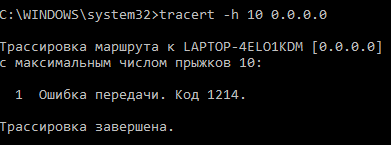 C:\WINDOWS\system32>tracert -h 10 0.0.0.0
Трассировка маршрута к LAPTOP-4ELO1KDM [0.0.0.0]
с максимальным числом прыжков 10:
1 Ошибка передачи. Код 1214.
Трассировка завершена.